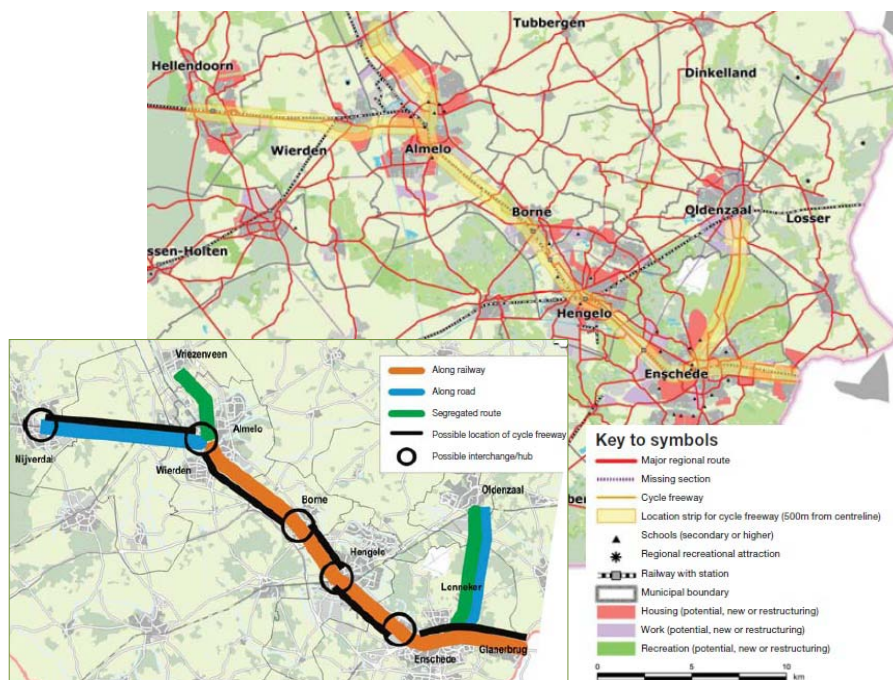 Tubbergen
Hellendoorn
Dinkelland
Wierden
Almelo
Borne
Oldenzaal
Losser
ssen-Holten
Hengelo
Enschede
Vriezenveen
Along railway
Along road
Segregated route
Possible location of cycle freeway
Possible interchange/hub
Almelo
Nijverdal
Wierden
Borne
Oldenzaal
Hengelo
Lonneker
Enschede
Glanerbrug
Key to symbols
Major regional route
Missing section
Cycle freeway
Location strip for cycle freeway (500m from centreline)
Schools (secondary or higher)
Regional recreational attraction
Railway with station
Municipal boundary
Housing (potential, new or restructuring)
Work (potential, new or restructuring)
Recreation (potential, new or restructuring)
0 5 10
km